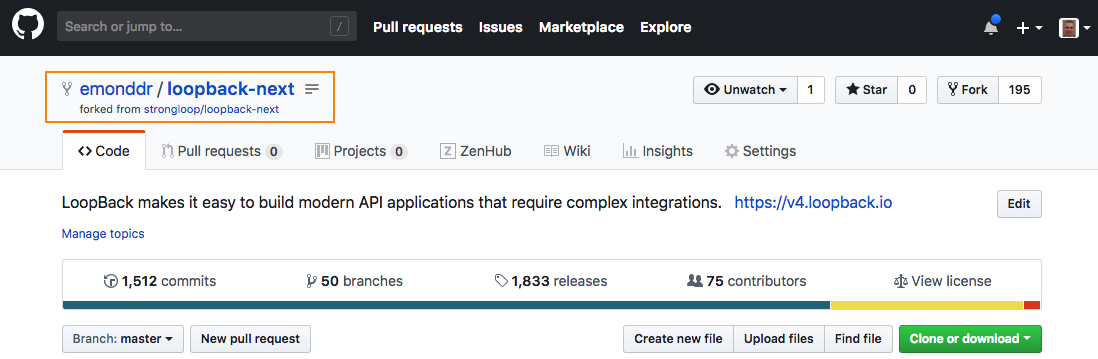 Search or jump to... / Pull requests Issues Marketplace Explore
emonddr / loopback-next Unwatch 1 Star 0 Fork 195
forked from strongloop/loopback-next
Code Pull requests 0 Projects 0 ZenHub Wiki Insights Settings
LoopBack makes it easy to build modern API applications that require complex integrations. https://v4.loopback.io Edit
Manage topics
1,512 commits 50 branches 1,833 releases 75 contributors View license
Branch: master New pull request Create new file Upload files Find file Clone or download